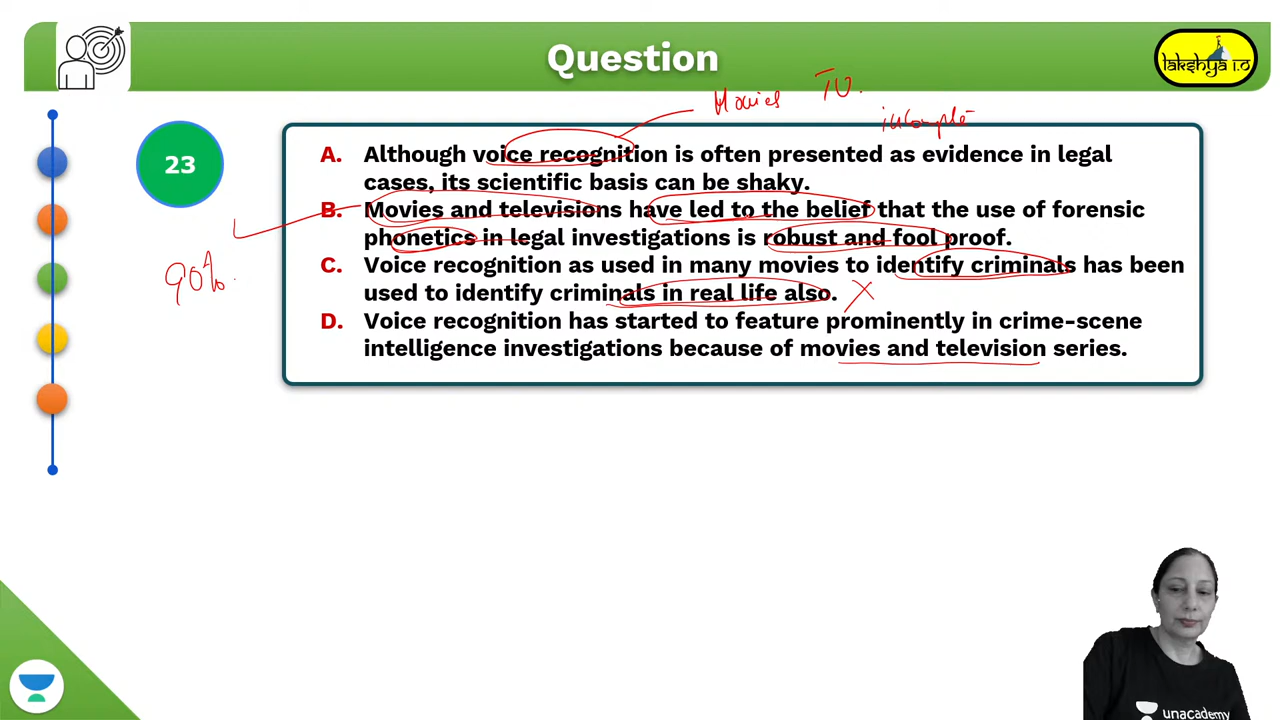 Question
lakshya i.o
Movies TV.
incomplete
23
A. Although voice recognition is often presented as evidence in legal
cases, its scientific basis can be shaky.
B. Movies and televisions have led to the belief that the use of forensic
phonetics in legal investigations is robust and fool proof.
C. Voice recognition as used in many movies to identify criminals has been
used to identify criminals in real life also. X
D. Voice recognition has started to feature prominently in crime-scene
intelligence investigations because of movies and television series.
90%.
unacademy